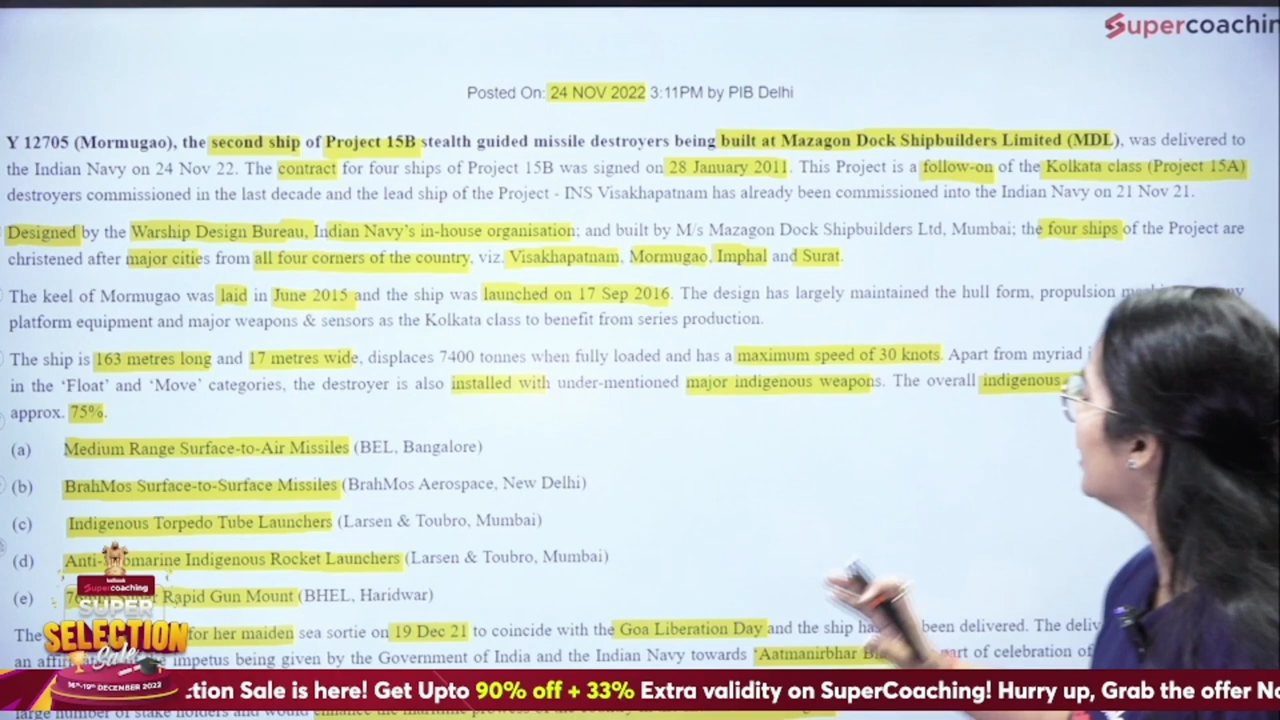 Supercoachin
Posted On: 24 NOV 2022 3:11PM by PIB Delhi
Y 12705 (Mormugao), the second ship of Project 15B stealth guided missile destroyers being built at Mazagon Dock Shipbuilders Limited (MDL), was delivered to
the Indian Navy on 24 Nov 22. The contract for four ships of Project 15B was signed on 28 January 2011. This Project is a follow-on of the Kolkata class (Project 15A)
destroyers commissioned in the last decade and the lead ship of the Project - INS Visakhapatnam has already been commissioned into the Indian Navy on 21 Nov 21.
Designed by the Warship Design Bureau, Indian Navy's in-house organisation; and built by M/s Mazagon Dock Shipbuilders Ltd, Mumbai; the four ships of the Project are
christened after major cities from all four corners of the country, viz. Visakhapatnam, Mormugao, Imphal and Surat.
The keel of Mormugao was laid in June 2015 and the ship was launched on 17 Sep 2016. The design has largely maintained the hull form, propulsion
platform equipment and major weapons & sensors as the Kolkata class to benefit from series production.
The ship is 163 metres long and 17 metres wide, displaces 7400 tonnes when fully loaded and has a maximum speed of 30 knots. Apart from myriad
in the 'Float' and 'Move' categories, the destroyer is also installed with under-mentioned major indigenous weapons. The overall indigenous
approx. 75%.
(a) Medium Range Surface-to-Air Missiles (BEL, Bangalore)
(b) BrahMos Surface-to-Surface Missiles (BrahMos Aerospace, New Delhi)
(c) Indigenous Torpedo Tube Launchers (Larsen & Toubro, Mumbai)
(d) Indigenous Rocket Launchers (Larsen & Toubro, Mumbai)
(e) Rapid Gun Mount (BHEL, Haridwar)
The for her maiden sea sortie on 19 Dec 21 to coincide with the Goa Liberation Day and the ship been delivered. The
an impetus being given by the Government of India and the Indian Navy towards 'Aatmanirbhar part of celebration of
Supercoaching
SUPER
SELECTION
Sale
16th-19th DECEMBER 2022
ction Sale is here! Get Upto 90% off + 33% Extra validity on SuperCoaching! Hurry up, Grab the offer No